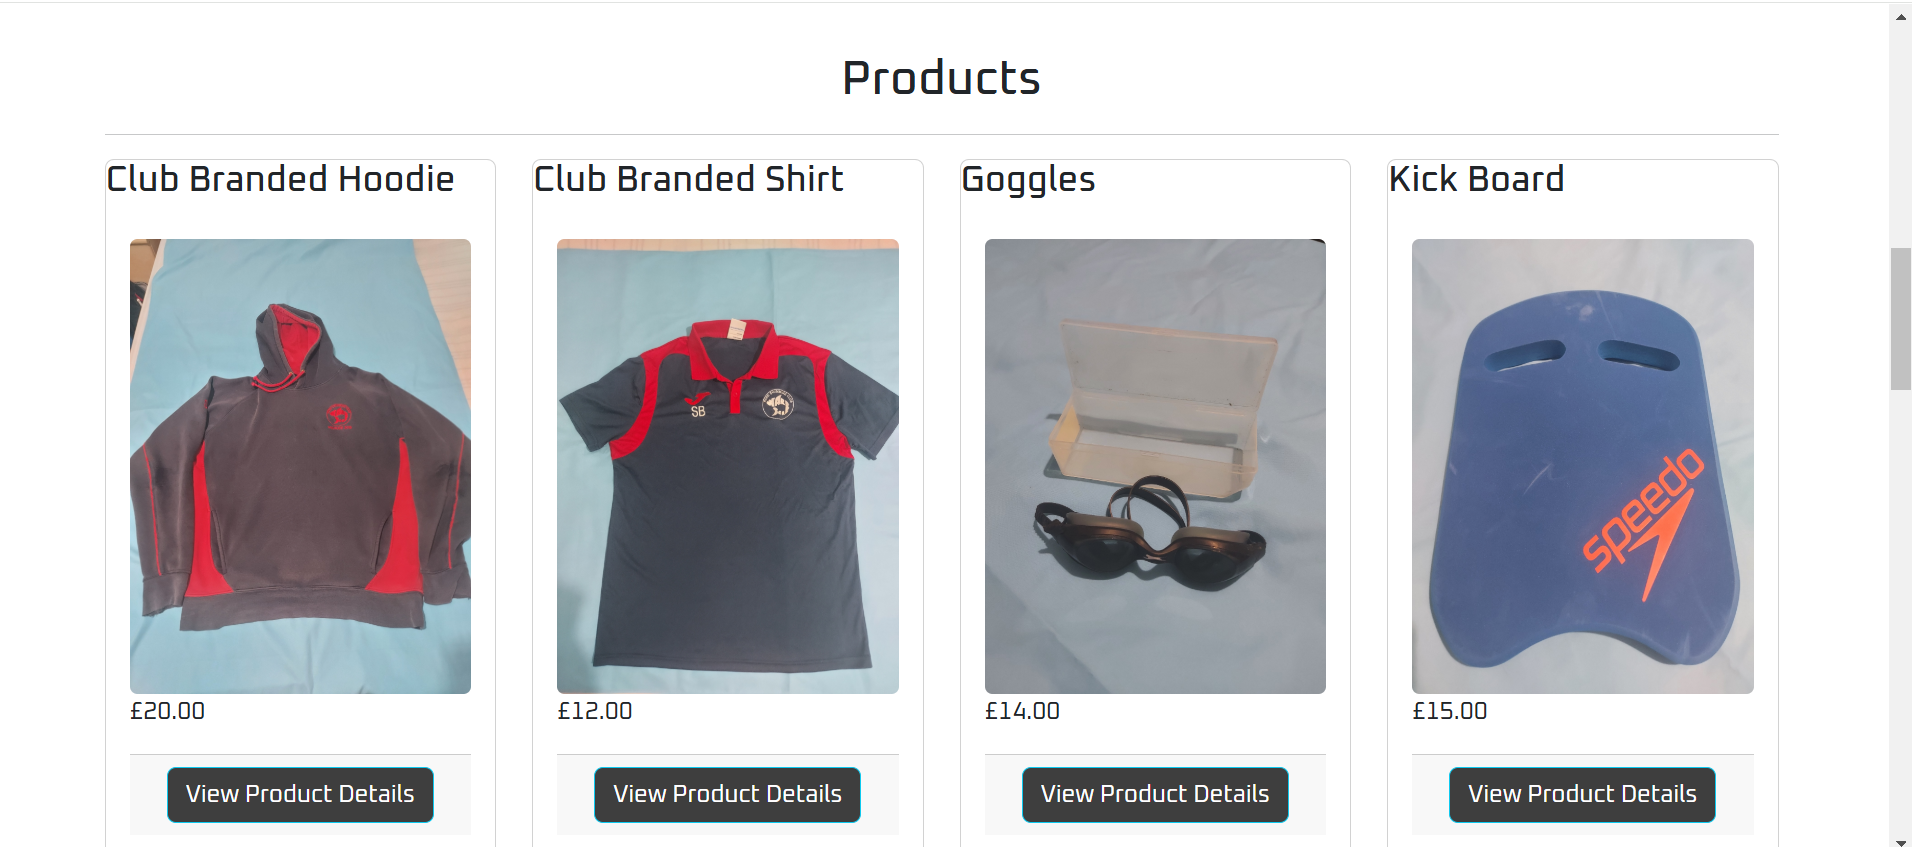 Products
Club Branded Hoodie
Club Branded Shirt
Goggles
Kick Board
SB
speedo
£20.00
£12.00
£14.00
£15.00
View Product Details
View Product Details
View Product Details
View Product Details